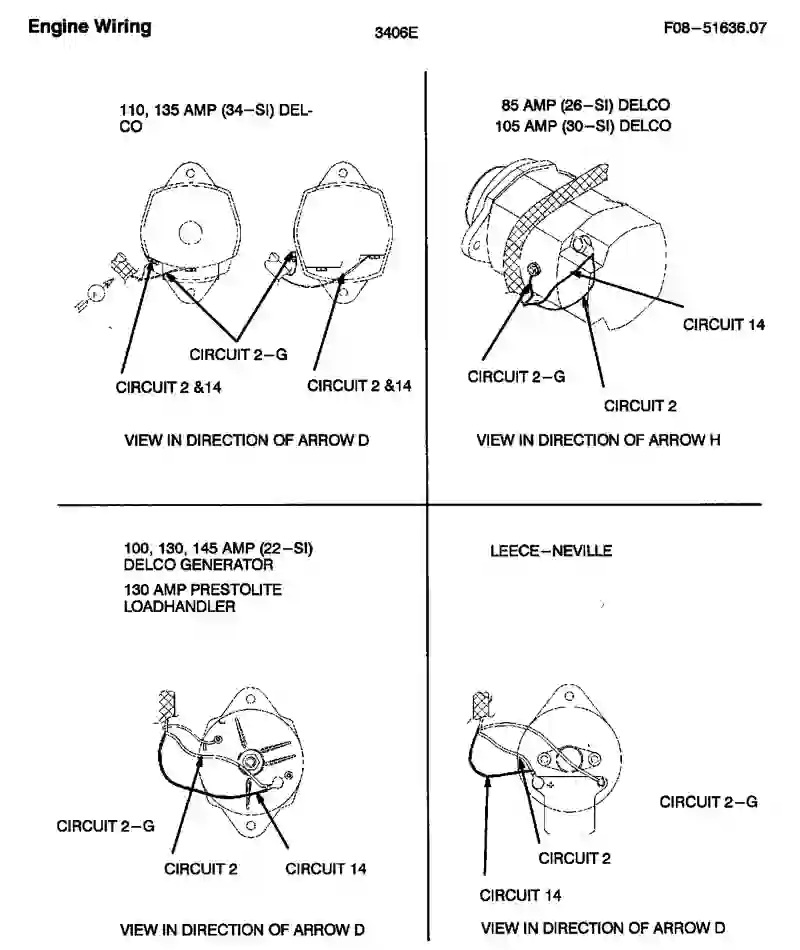 Engine Wiring
3406E
F08-51636.07
110, 135 AMP (34-SI) DEL-
CO
CIRCUIT 2-G
CIRCUIT 2 &14
CIRCUIT 2 &14
VIEW IN DIRECTION OF ARROW D
85 AMP (26-SI) DELCO
105 AMP (30-SI) DELCO
CIRCUIT 14
CIRCUIT 2-G
CIRCUIT 2
VIEW IN DIRECTION OF ARROW H
100, 130, 145 AMP (22-SI)
DELCO GENERATOR
130 AMP PRESTOLITE
LOADHANDLER
CIRCUIT 2-G
CIRCUIT 2
CIRCUIT 14
VIEW IN DIRECTION OF ARROW D
LEECE-NEVILLE
CIRCUIT 2-G
CIRCUIT 2
CIRCUIT 14
VIEW IN DIRECTION OF ARROW D